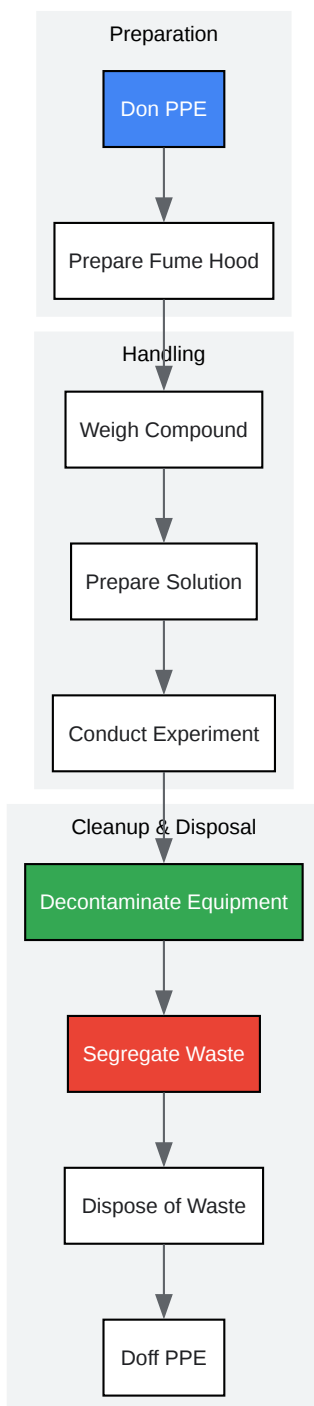 Preparation
Don PPE
Prepare Fume Hood
Handling
Weigh Compound
Prepare Solution
Conduct Experiment
Cleanup & Disposal
Decontaminate Equipment
Segregate Waste
Dispose of Waste
Doff PPE